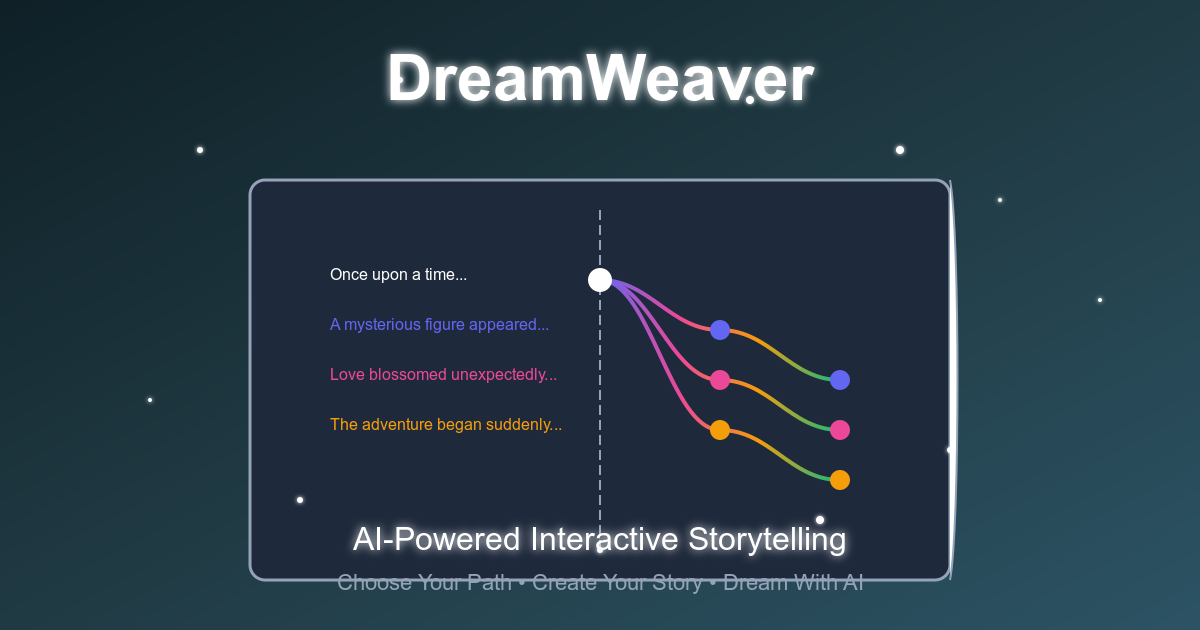 DreamWeaver
Once upon a time...
A mysterious figure appeared...
Love blossomed unexpectedly...
The adventure began suddenly...
AI-Powered Interactive Storytelling
Choose Your Path • Create Your Story • Dream With AI